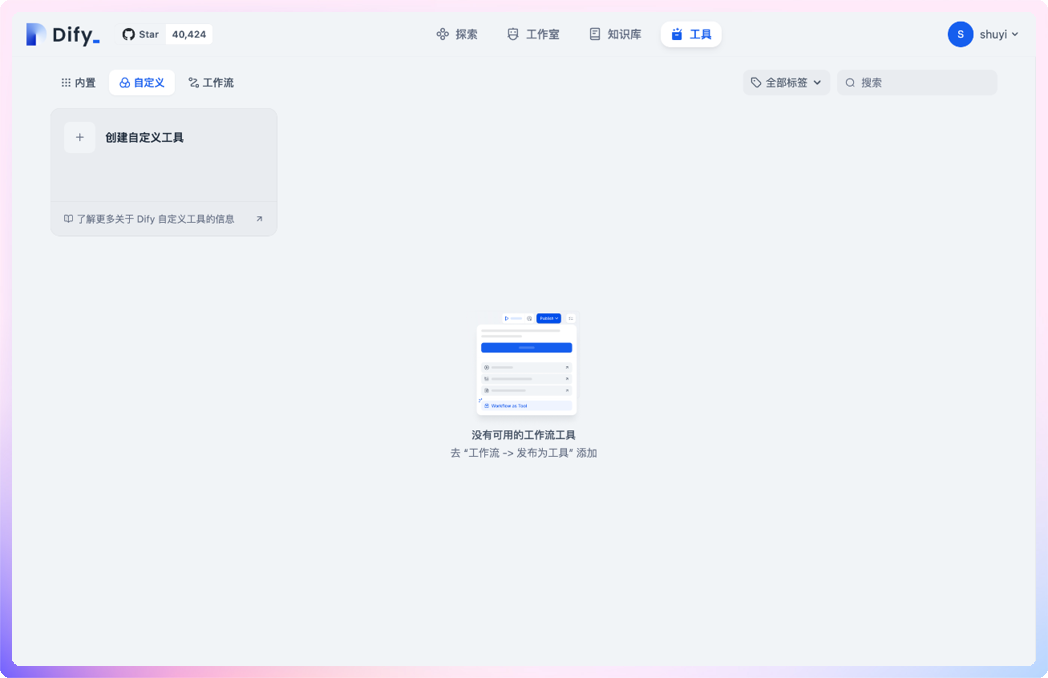 Dify_
Star 40,424
探索 工作室 知识库 工具
S shuyi
内置 自定义 工作流
全部标签 搜索
创建自定义工具
了解更多关于 Dify 自定义工具的信息
Publish
Workflow as Tool
没有可用的工作流工具
去 “工作流 -> 发布为工具” 添加